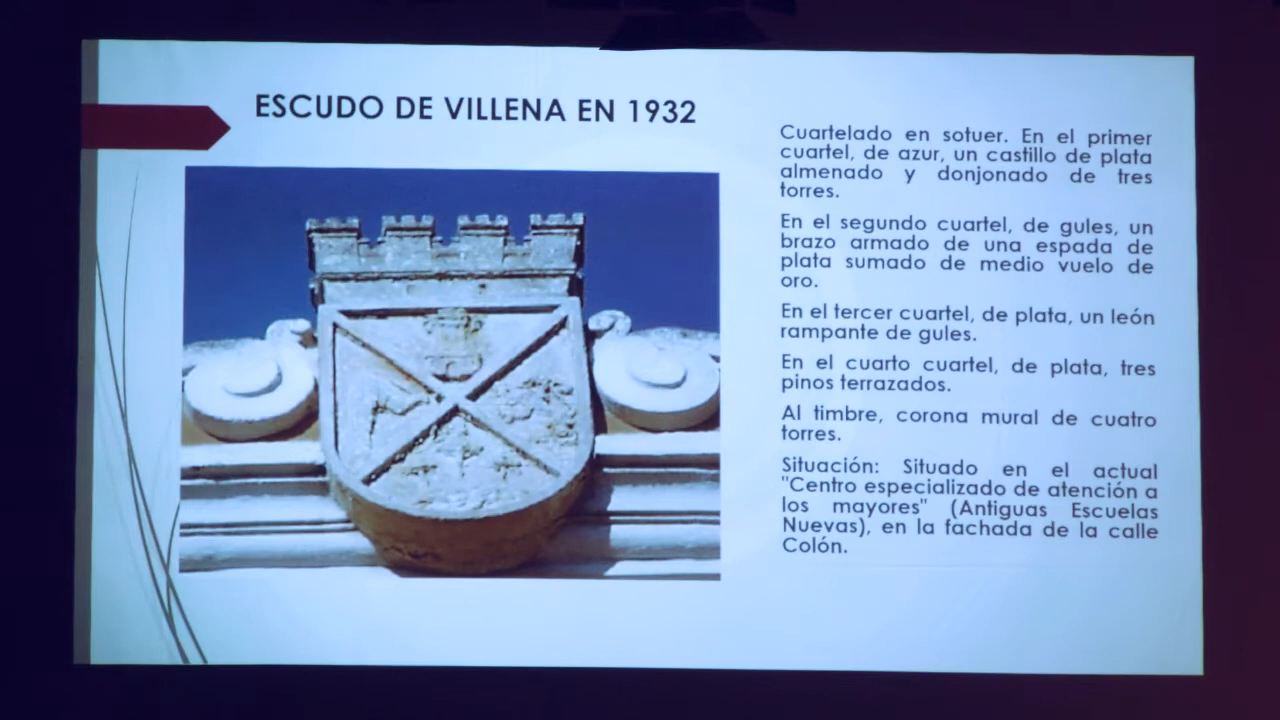 ESCUDO DE VILLENA EN 1932
Cuartelado en sotuer. En el primer
cuartel, de azur, un castillo de plata
almenado y donjonado de tres
torres.
En el segundo cuartel, de gules, un
brazo armado de una espada de
plata sumado de medio vuelo de
oro.
En el tercer cuartel, de plata, un león
rampante de gules.
En el cuarto cuartel, de plata, tres
pinos terrazados.
Al timbre, corona mural de cuatro
torres.
Situación: Situado en el actual
"Centro especializado de atención a
los mayores" (Antiguas Escuelas
Nuevas), en la fachada de la calle
Colón.